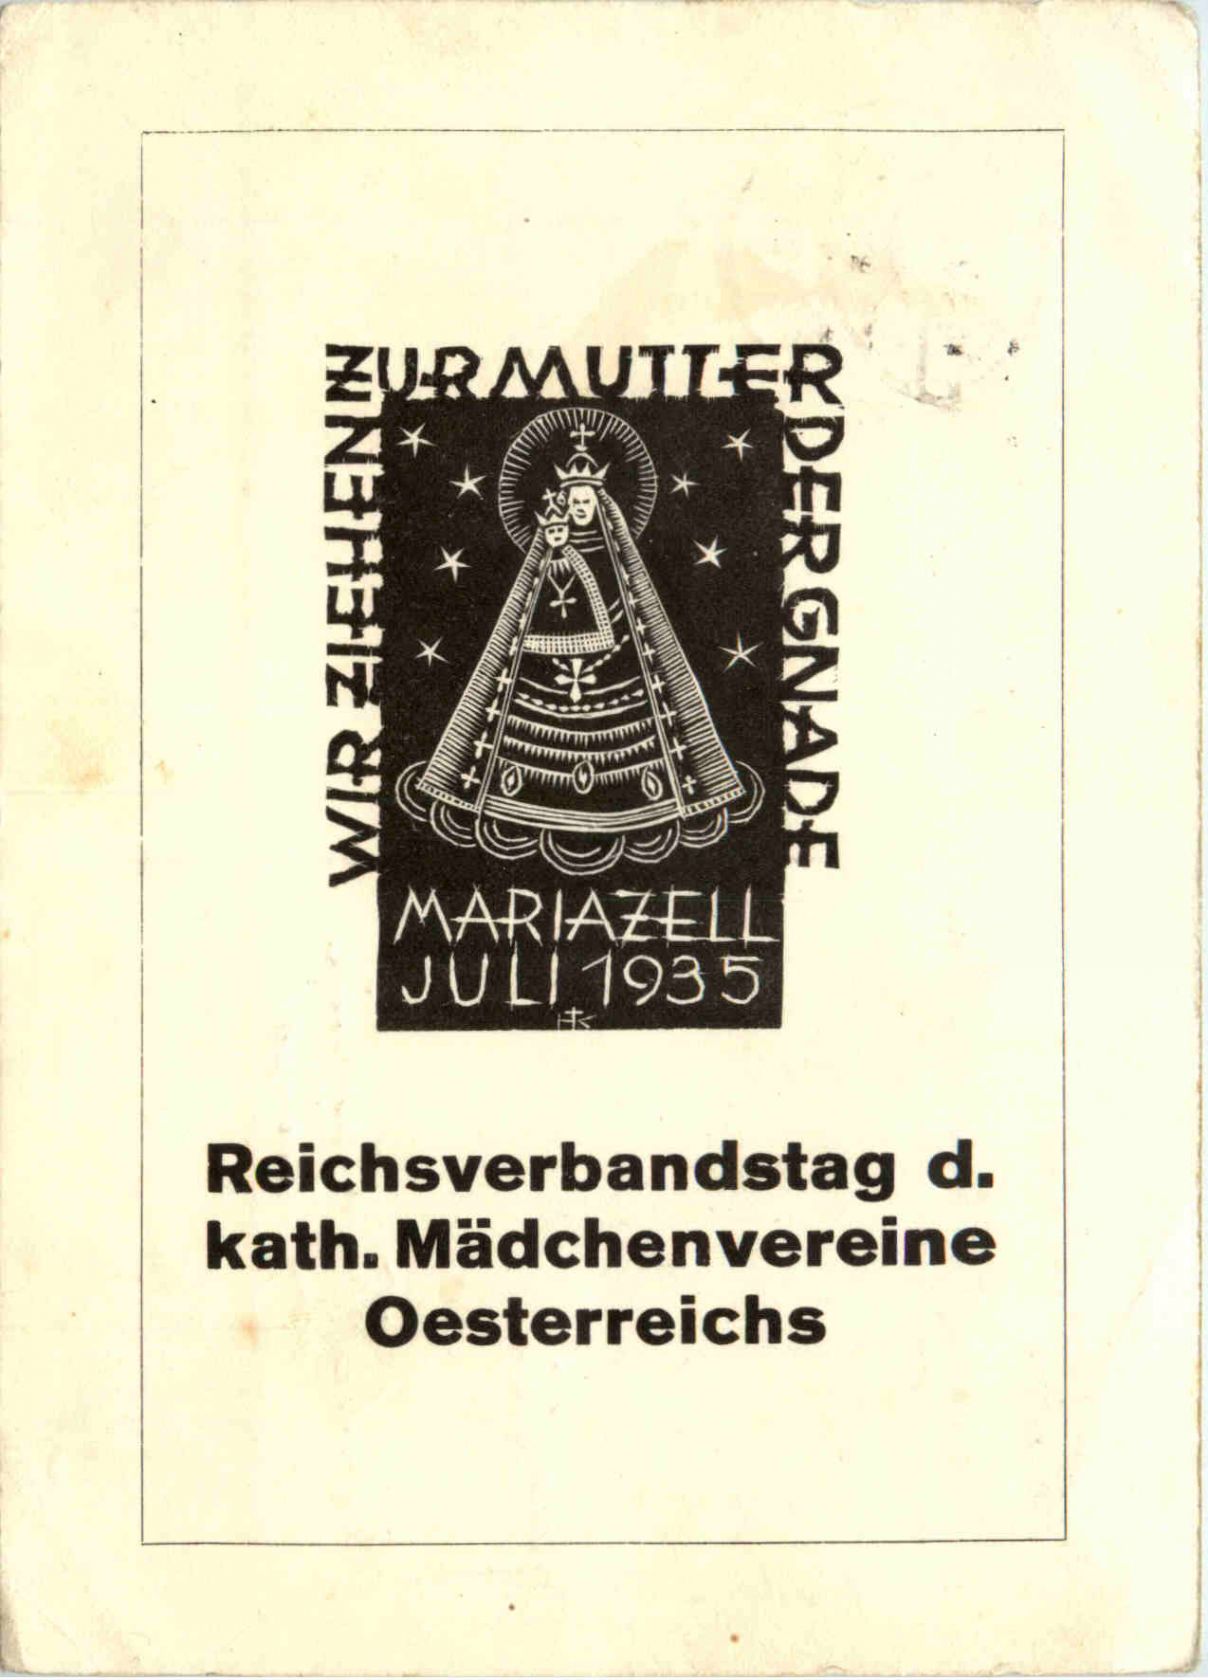 WIR ZIEHEN
ZUR MUTTER
DER GNADE
MARIAZELL
JULI 1935
Reichsverbandstag d.
kath. Mädchenvereine
Oesterreichs